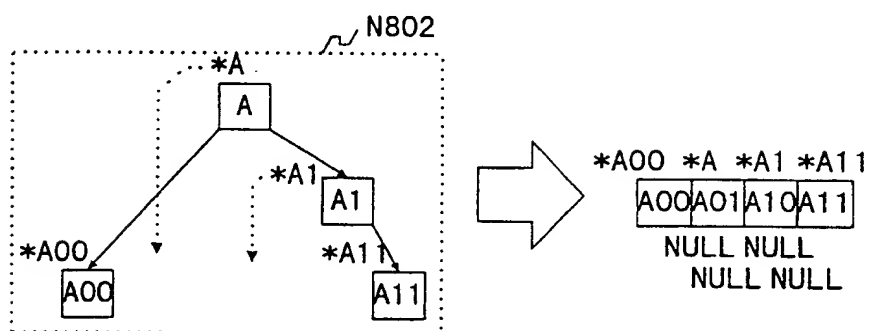 N802
*A
A
*A1
A1
*A00
*A11
A00
A11
*A00 *A *A1 *A11
A00 A01 A10 A11
NULL NULL
NULL NULL